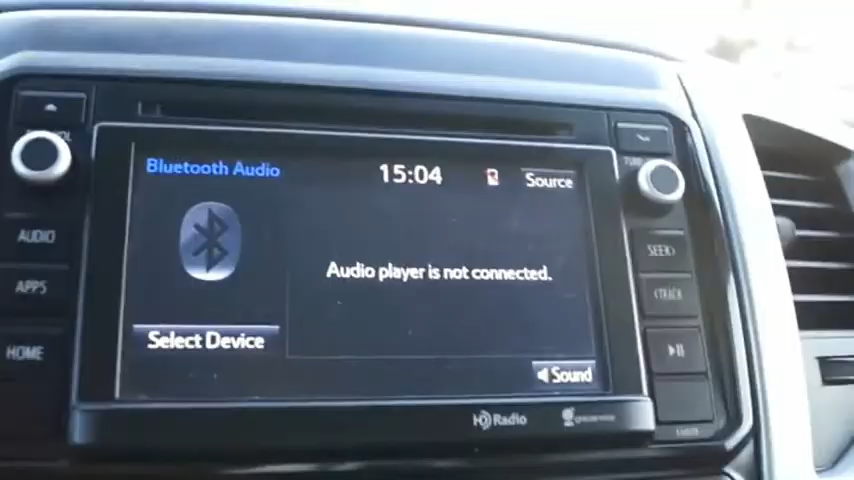 Bluetooth Audio
15:04
Source
AUDIO
SEEK
Audio player is not connected.
APPS
TRACK
Select Device
HOME
Sound
HD Radio